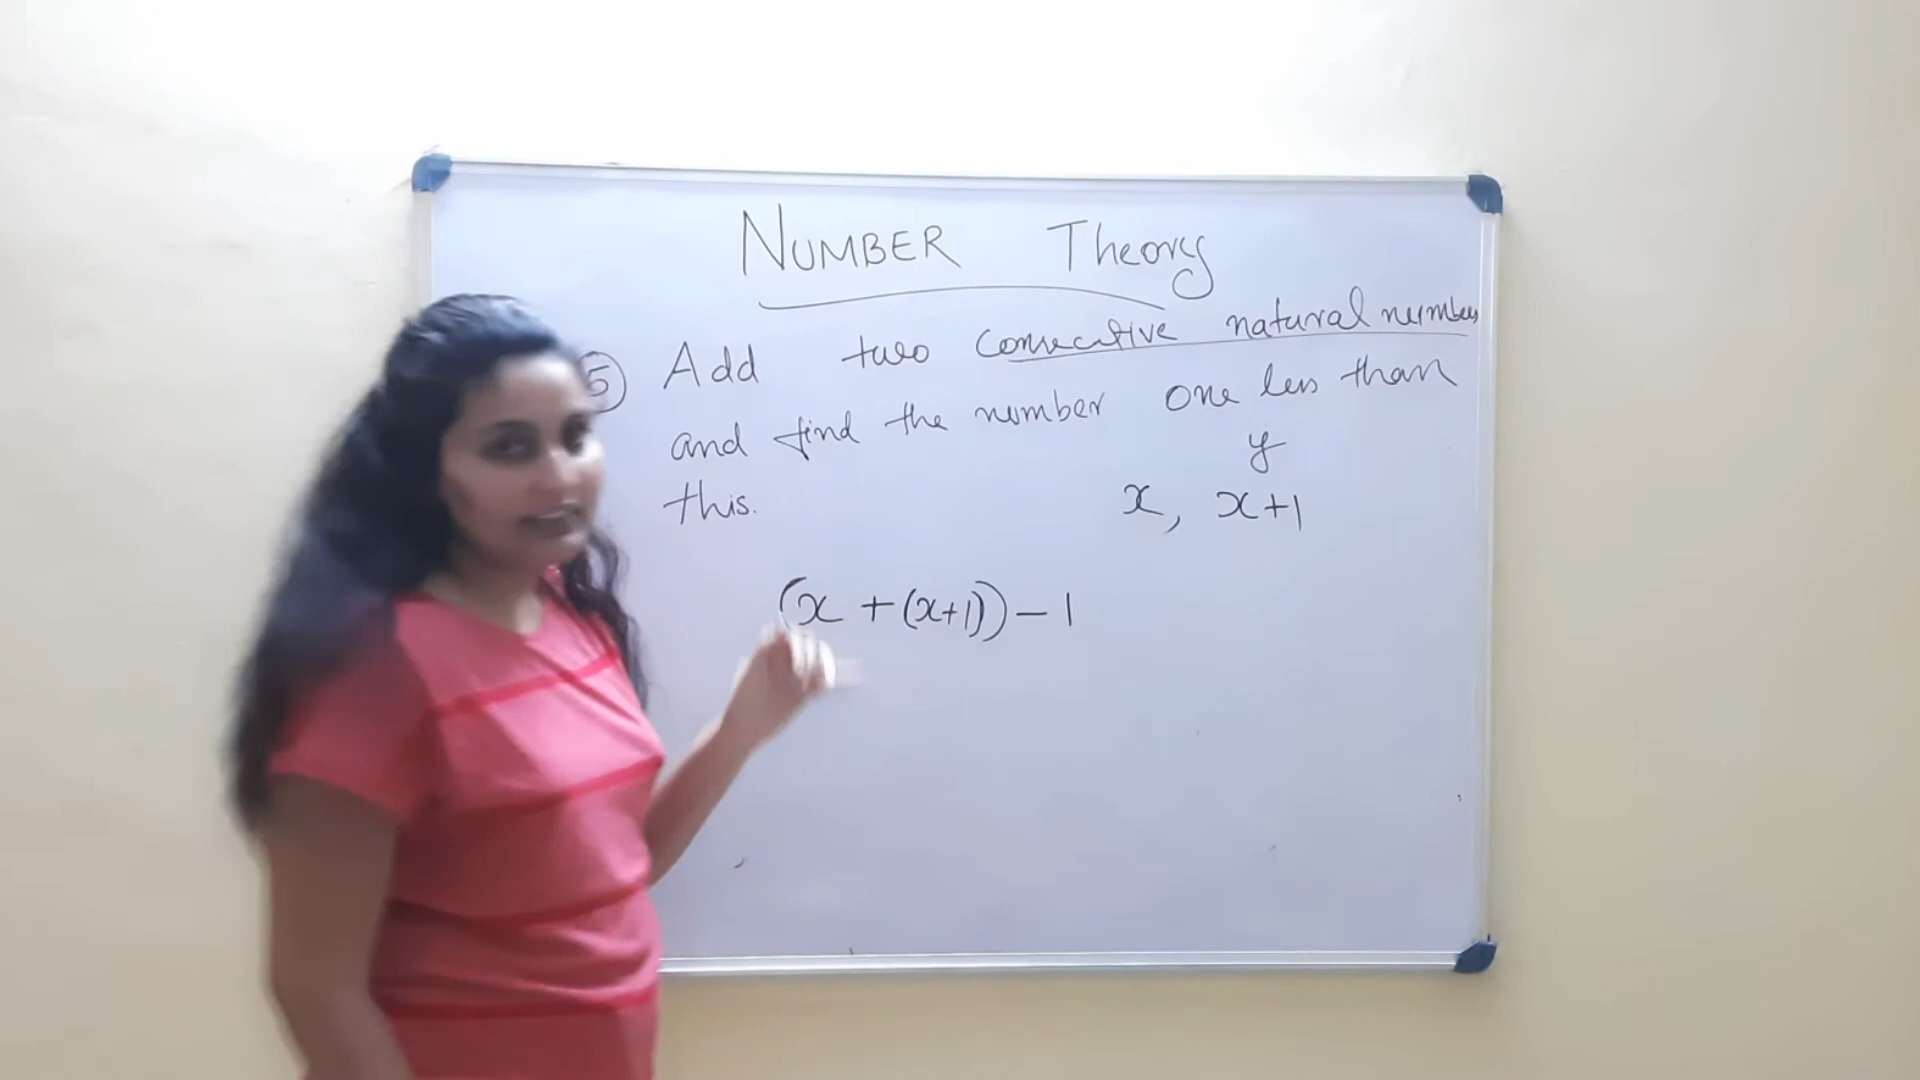 NUMBER Theory
5) Add two consecutive natural numbers
and find the number one less than
this.
y
x, x+1
(x + (x+1)) - 1